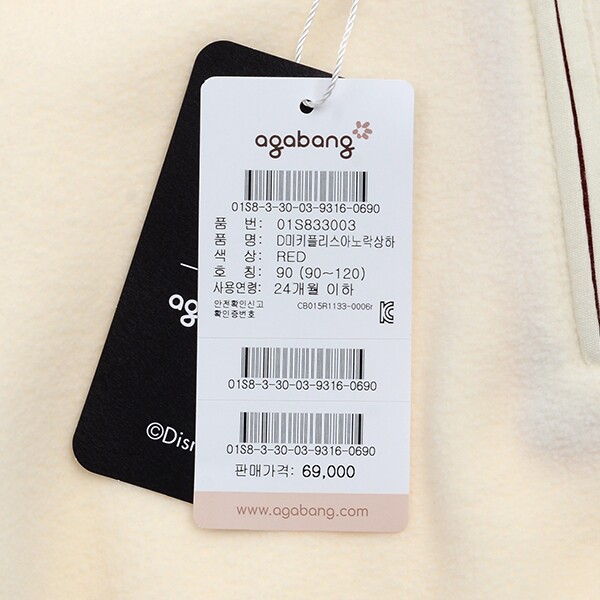 agabang
01S8-3-30-03-9316-0690
품 번: 01S833003
품 명: D미키플리스아노락상하
색 상: RED
호 칭: 90 (90~120)
사용연령: 24개월 이하
안전확인신고
확인증번호 CB015R1133-0006r
01S8-3-30-03-9316-0690
01S8-3-30-03-9316-0690
판매가격: 69,000
www.agabang.com
ag
©Disn